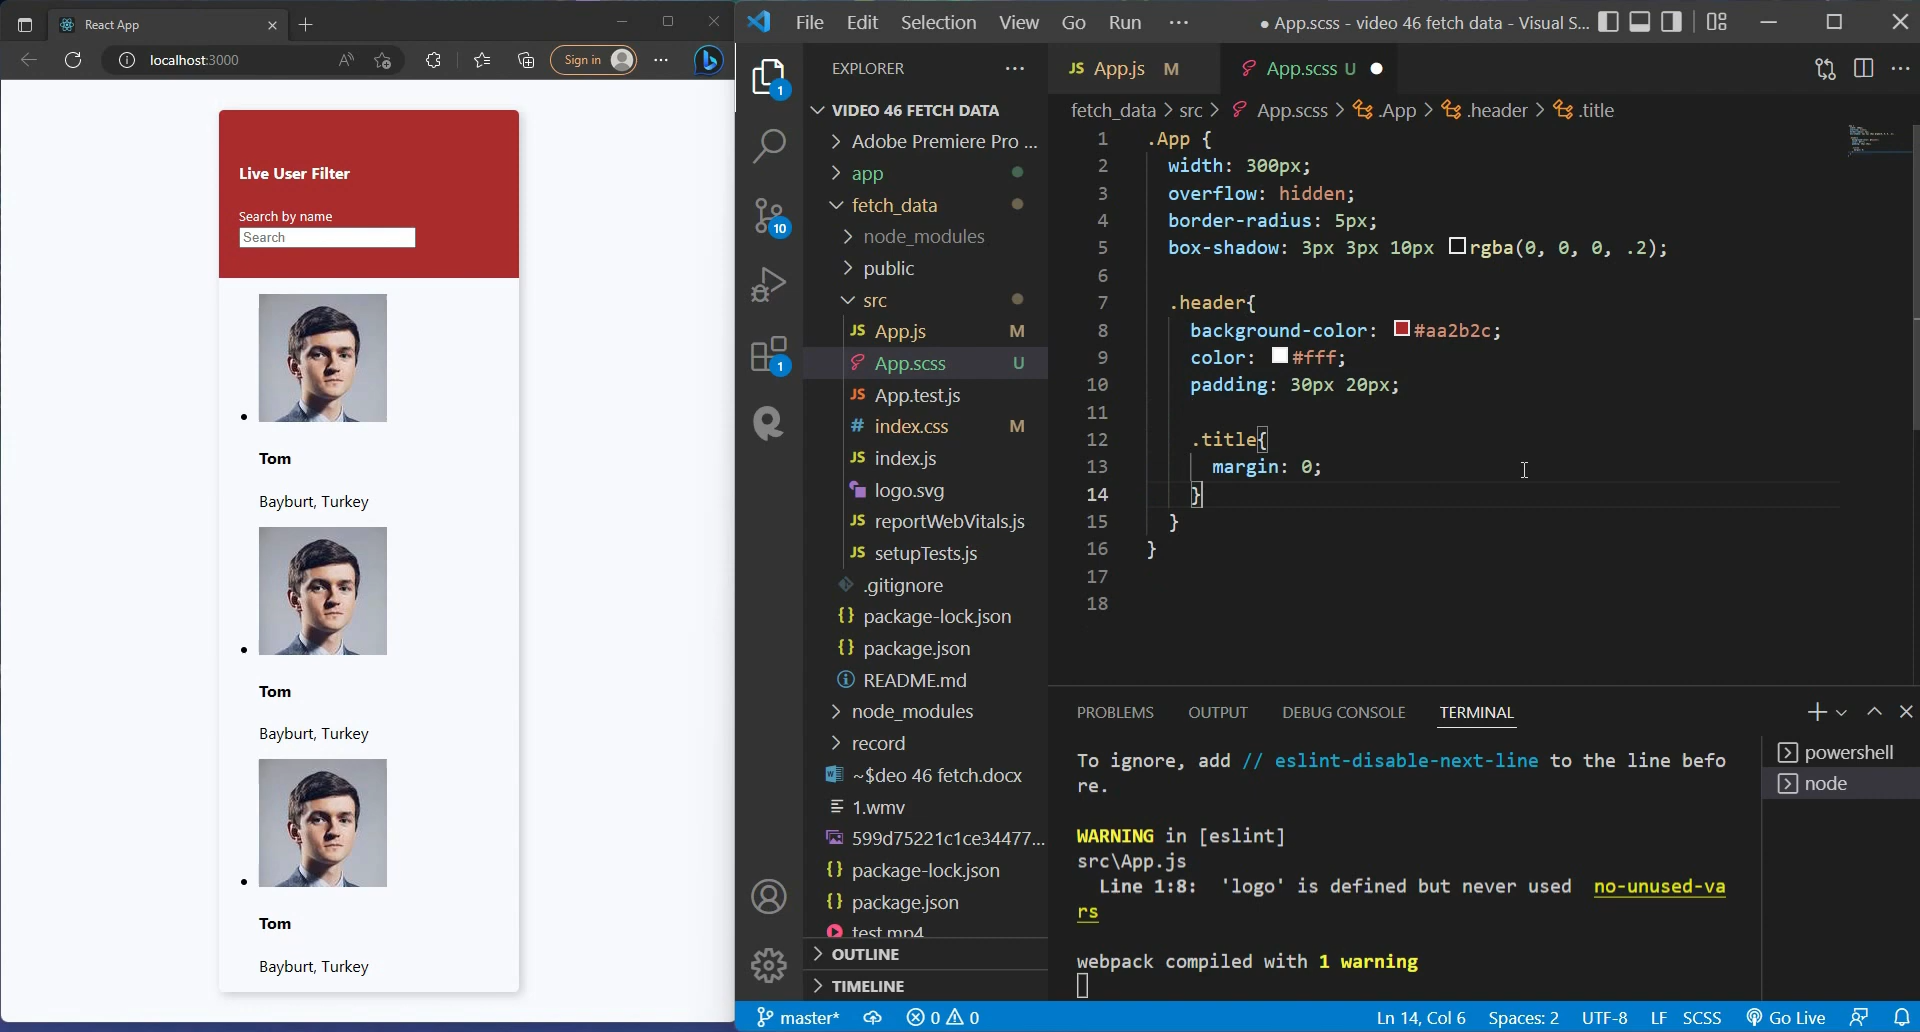 React App
localhost:3000
Sign in
Live User Filter
Search by name
Search
Tom
Bayburt, Turkey
Tom
Bayburt, Turkey
Tom
Bayburt, Turkey
File Edit Selection View Go Run ···
● App.scss - video 46 fetch data - Visual S...
1
10
1
EXPLORER
VIDEO 46 FETCH DATA
Adobe Premiere Pro ...
app
fetch_data
node_modules
public
src
JS App.js M
App.scss U
JS App.test.js
# index.css M
JS index.js
logo.svg
JS reportWebVitals.js
JS setupTests.js
.gitignore
{} package-lock.json
{} package.json
README.md
node_modules
record
~$deo 46 fetch.docx
1.wmv
599d75221c1ce34477...
{} package-lock.json
{} package.json
test.mp4
OUTLINE
TIMELINE
JS App.js M
App.scss U
fetch_data > src > App.scss > .App > .header > .title
1 .App {
2 width: 300px;
3 overflow: hidden;
4 border-radius: 5px;
5 box-shadow: 3px 3px 10px rgba(0, 0, 0, .2);
6
7 .header{
8 background-color: #aa2b2c;
9 color: #fff;
10 padding: 30px 20px;
11
12 .title{
13 margin: 0;
14 }
15 }
16 }
17
18
PROBLEMS OUTPUT DEBUG CONSOLE TERMINAL
To ignore, add // eslint-disable-next-line to the line befo
re.
WARNING in [eslint]
src\App.js
Line 1:8: 'logo' is defined but never used no-unused-va
rs
webpack compiled with 1 warning
powershell
node
master* 0 0
Ln 14, Col 6 Spaces: 2 UTF-8 LF SCSS Go Live